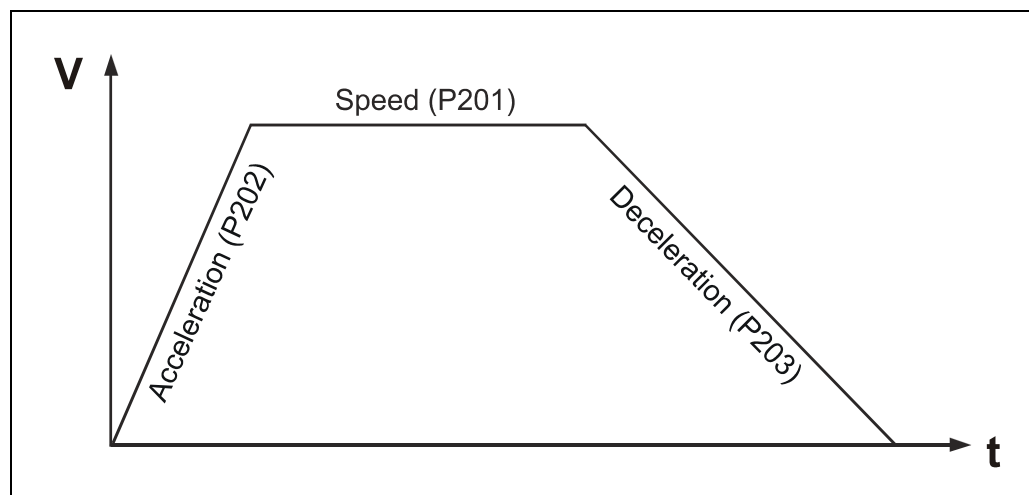 V
Speed (P201)
Acceleration (P202)
Deceleration (P203)
t